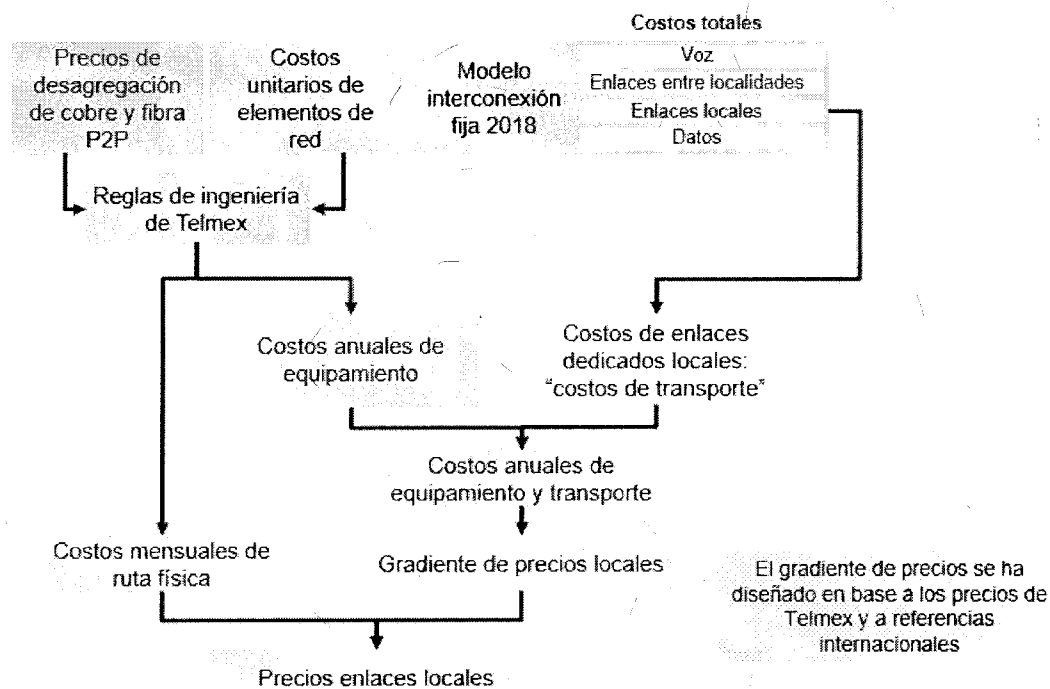 Costos totales
Precios de
desagregación
de cobre y fibra
P2P
Costos
unitarios de
elementos de
red
Modelo
interconexión
fija 2018
Voz
Enlaces entre localidades
Enlaces locales
Datos
Reglas de ingeniería
de Telmex
Costos anuales de
equipamiento
Costos de enlaces
dedicados locales:
"costos de transporte"
Costos anuales de
equipamiento y transporte
Costos mensuales de
ruta física
Gradiente de precios locales
El gradiente de precios se ha
diseñado en base a los precios de
Telmex y a referencias
internacionales
Precios enlaces locales